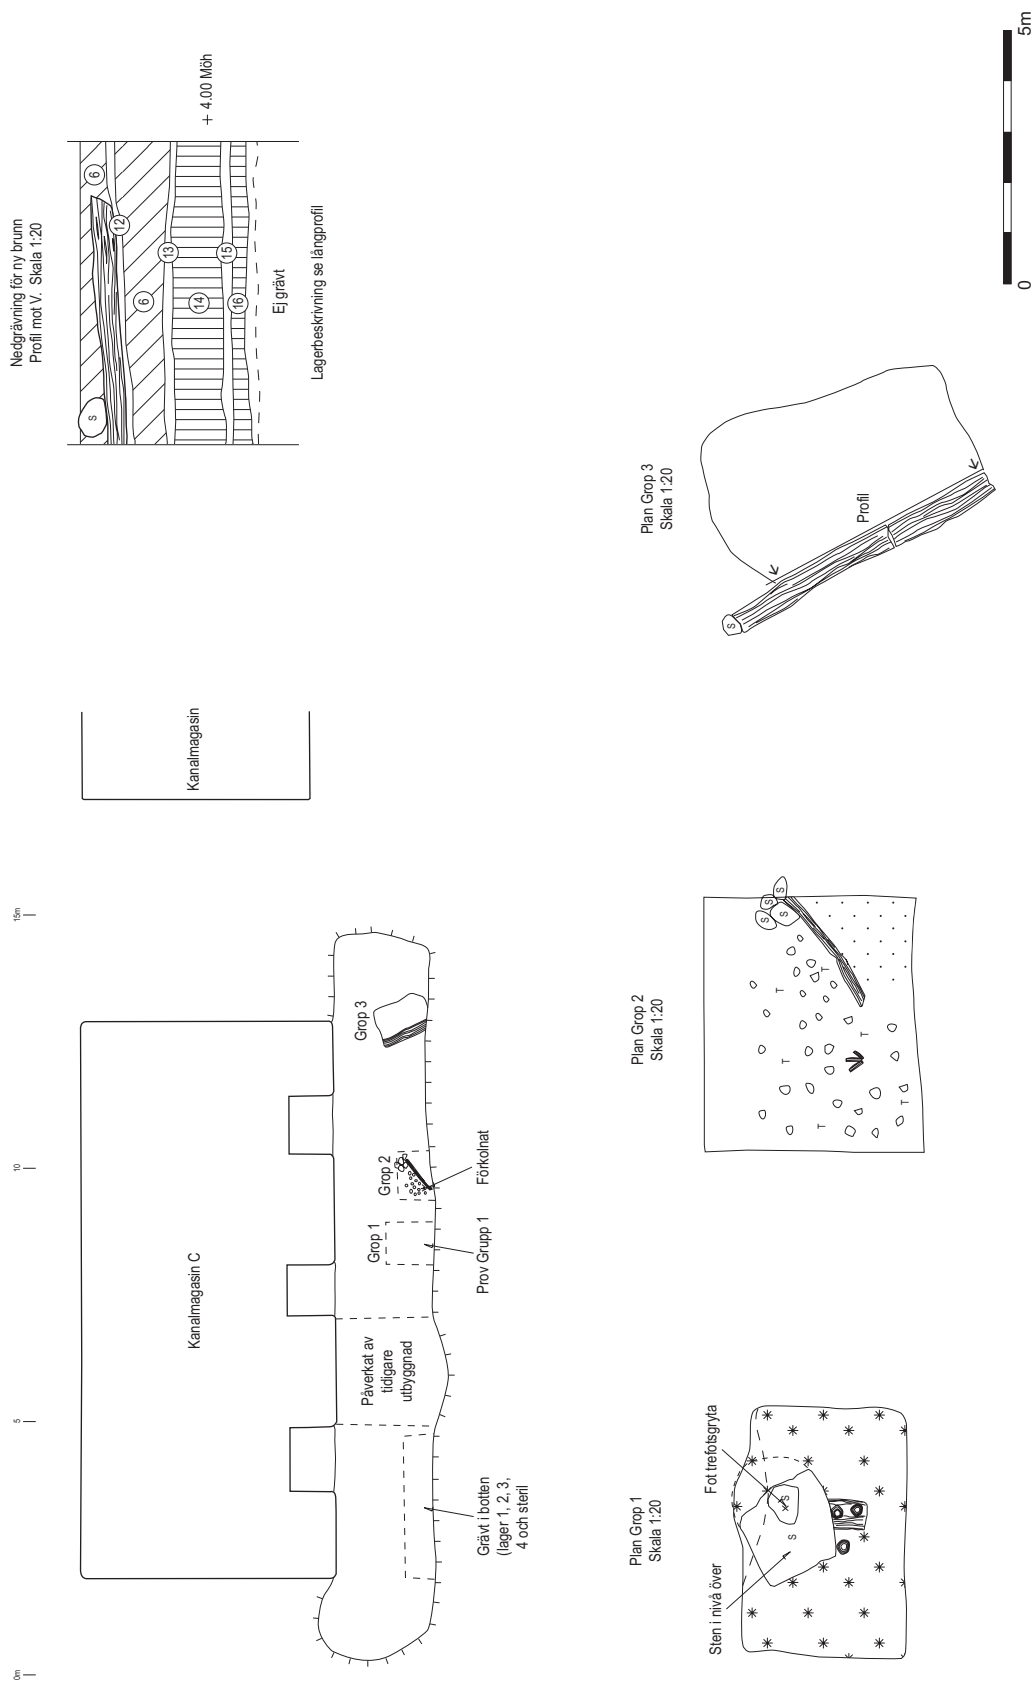 Nedgrävning för ny brunn
Profil mot V. Skala 1:20
6
S
12
6
13
14
15
16
+ 4.00 Möh
Ej grävt
Lagerbeskrivning se långprofil
0m
5
10
15m
Kanalmagasin C
Kanalmagasin
Påverkat av
tidigare
utbyggnad
Grop 1
Grop 2
Grop 3
Grävt i botten
(lager 1, 2, 3,
4 och steril
Prov Grupp 1
Förkolnat
Plan Grop 1
Skala 1:20
Sten i nivå över
Fot trefotsgryta
S
S
Plan Grop 2
Skala 1:20
T
T
T
T
T
T
S
S
S
S
Plan Grop 3
Skala 1:20
S
Profil
0
5m